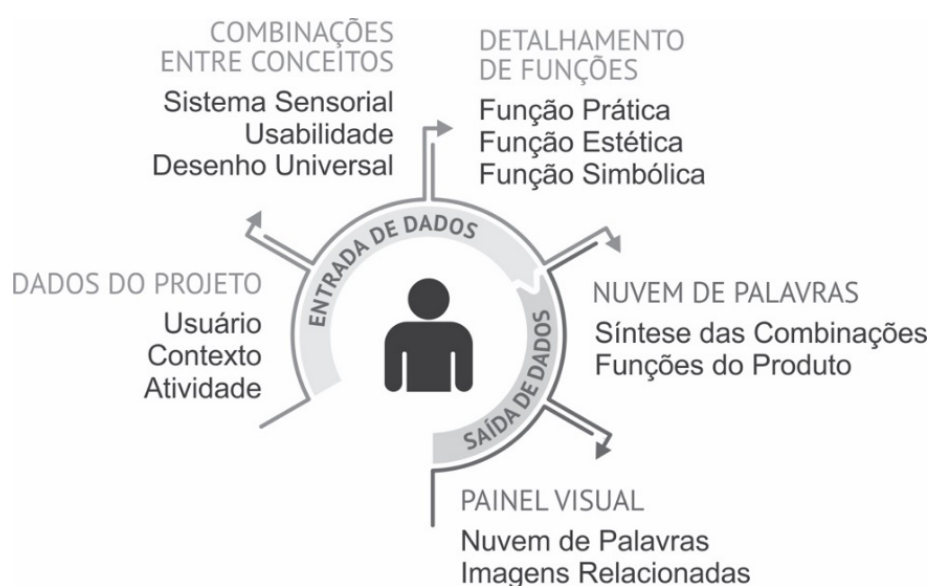 DADOS DO PROJETO
Usuário
Contexto
Atividade
COMBINAÇÕES
ENTRE CONCEITOS
Sistema Sensorial
Usabilidade
Desenho Universal
DETALHAMENTO
DE FUNÇÕES
Função Prática
Função Estética
Função Simbólica
NUVEM DE PALAVRAS
Síntese das Combinações
Funções do Produto
PAINEL VISUAL
Nuvem de Palavras
Imagens Relacionadas
ENTRADA DE DADOS
SAÍDA DE DADOS